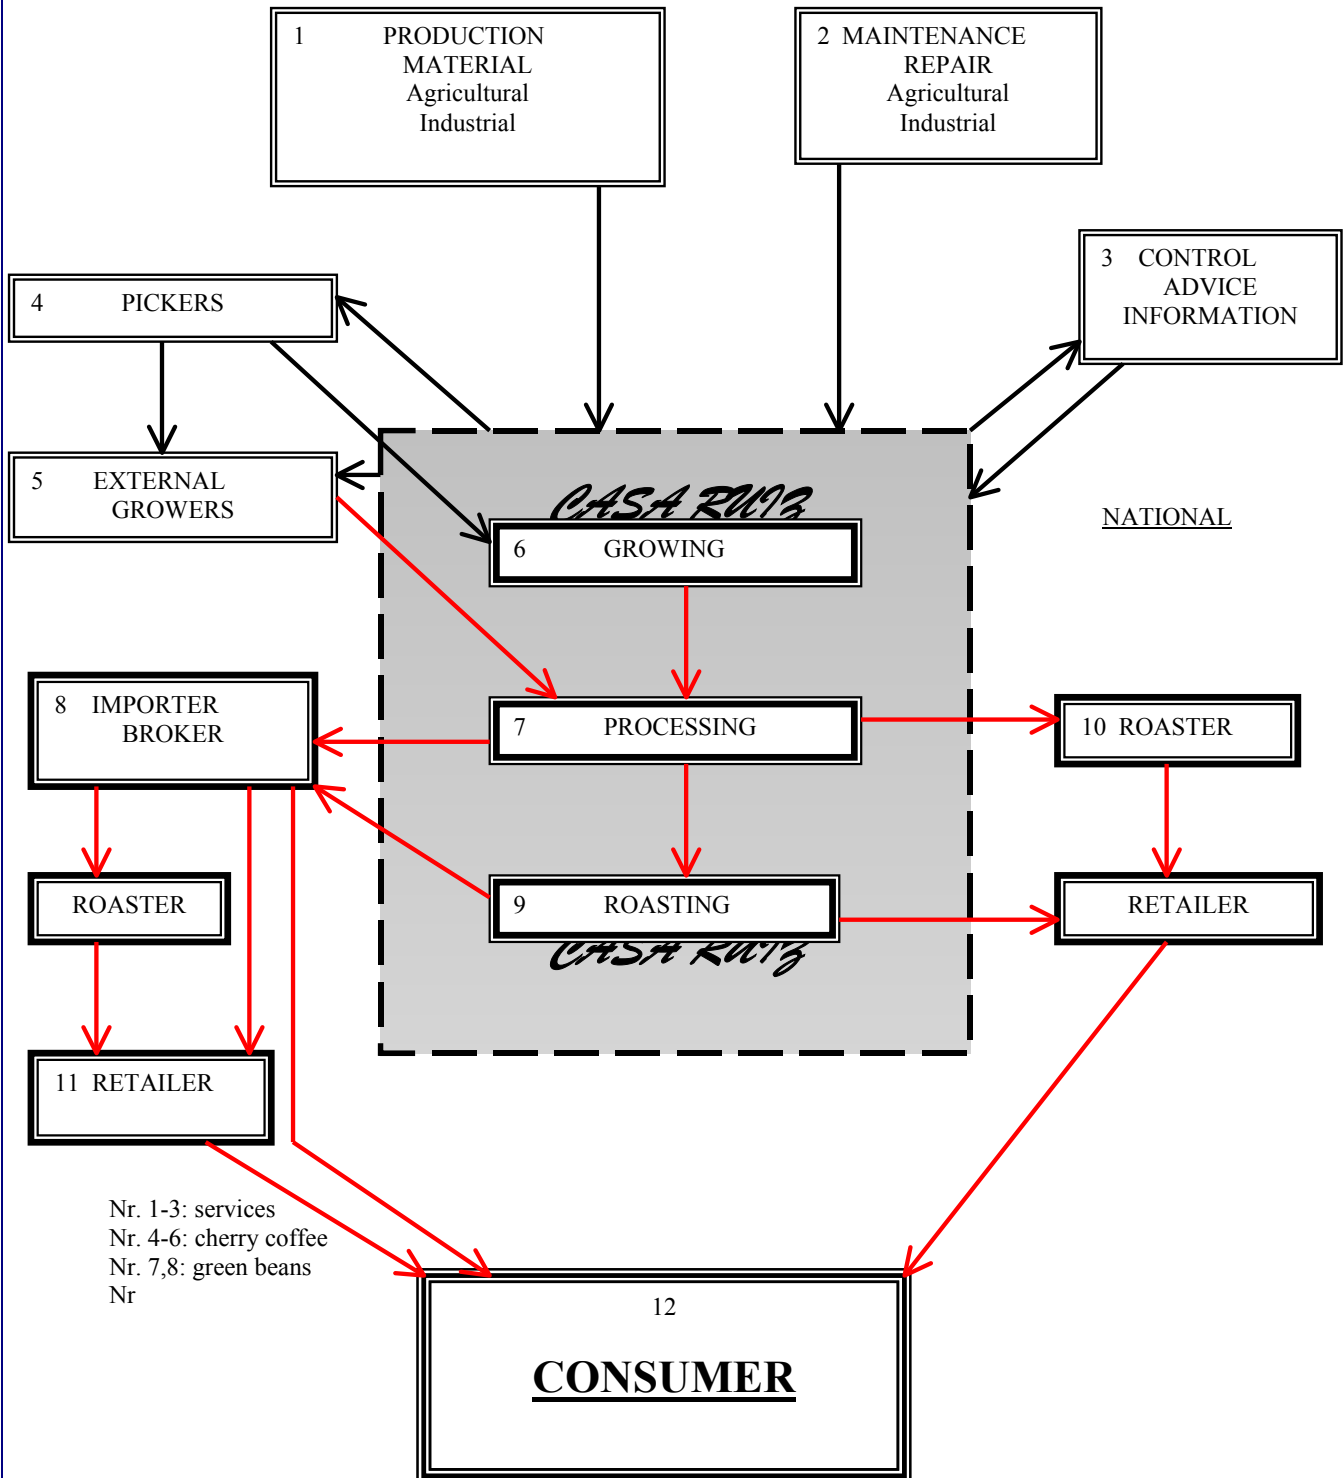 1 PRODUCTION
MATERIAL
Agricultural
Industrial
2 MAINTENANCE
REPAIR
Agricultural
Industrial
3 CONTROL
ADVICE
INFORMATION
4 PICKERS
5 EXTERNAL
GROWERS
CASA RUIZ
NATIONAL
6 GROWING
8 IMPORTER
BROKER
7 PROCESSING
10 ROASTER
ROASTER
9 ROASTING
RETAILER
CASA RUIZ
11 RETAILER
Nr. 1-3: services
Nr. 4-6: cherry coffee
Nr. 7,8: green beans
Nr
12
CONSUMER